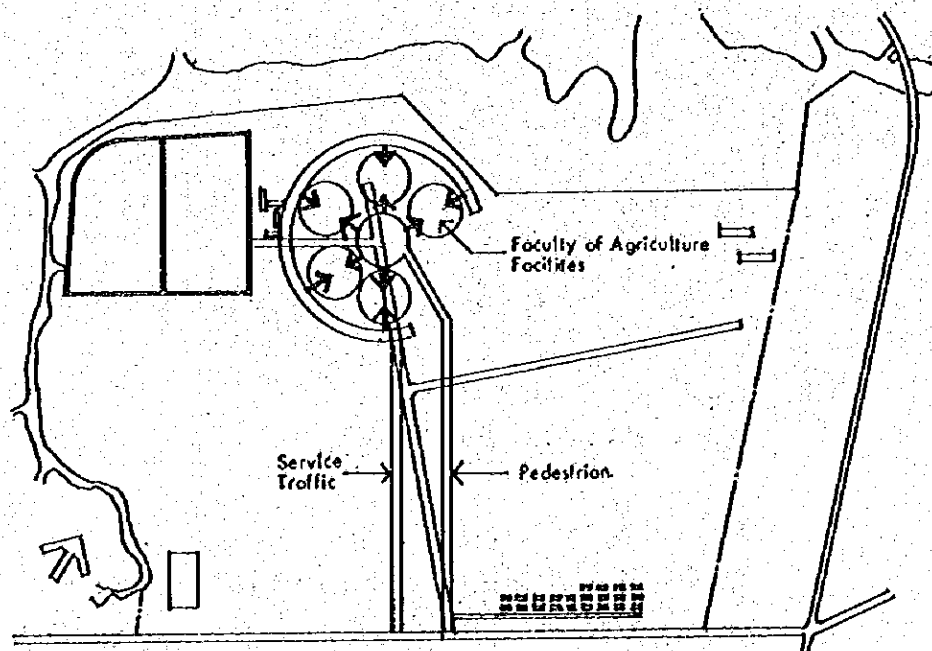 Faculty of Agriculture
Facilities
Service
Traffic
Pedestrian